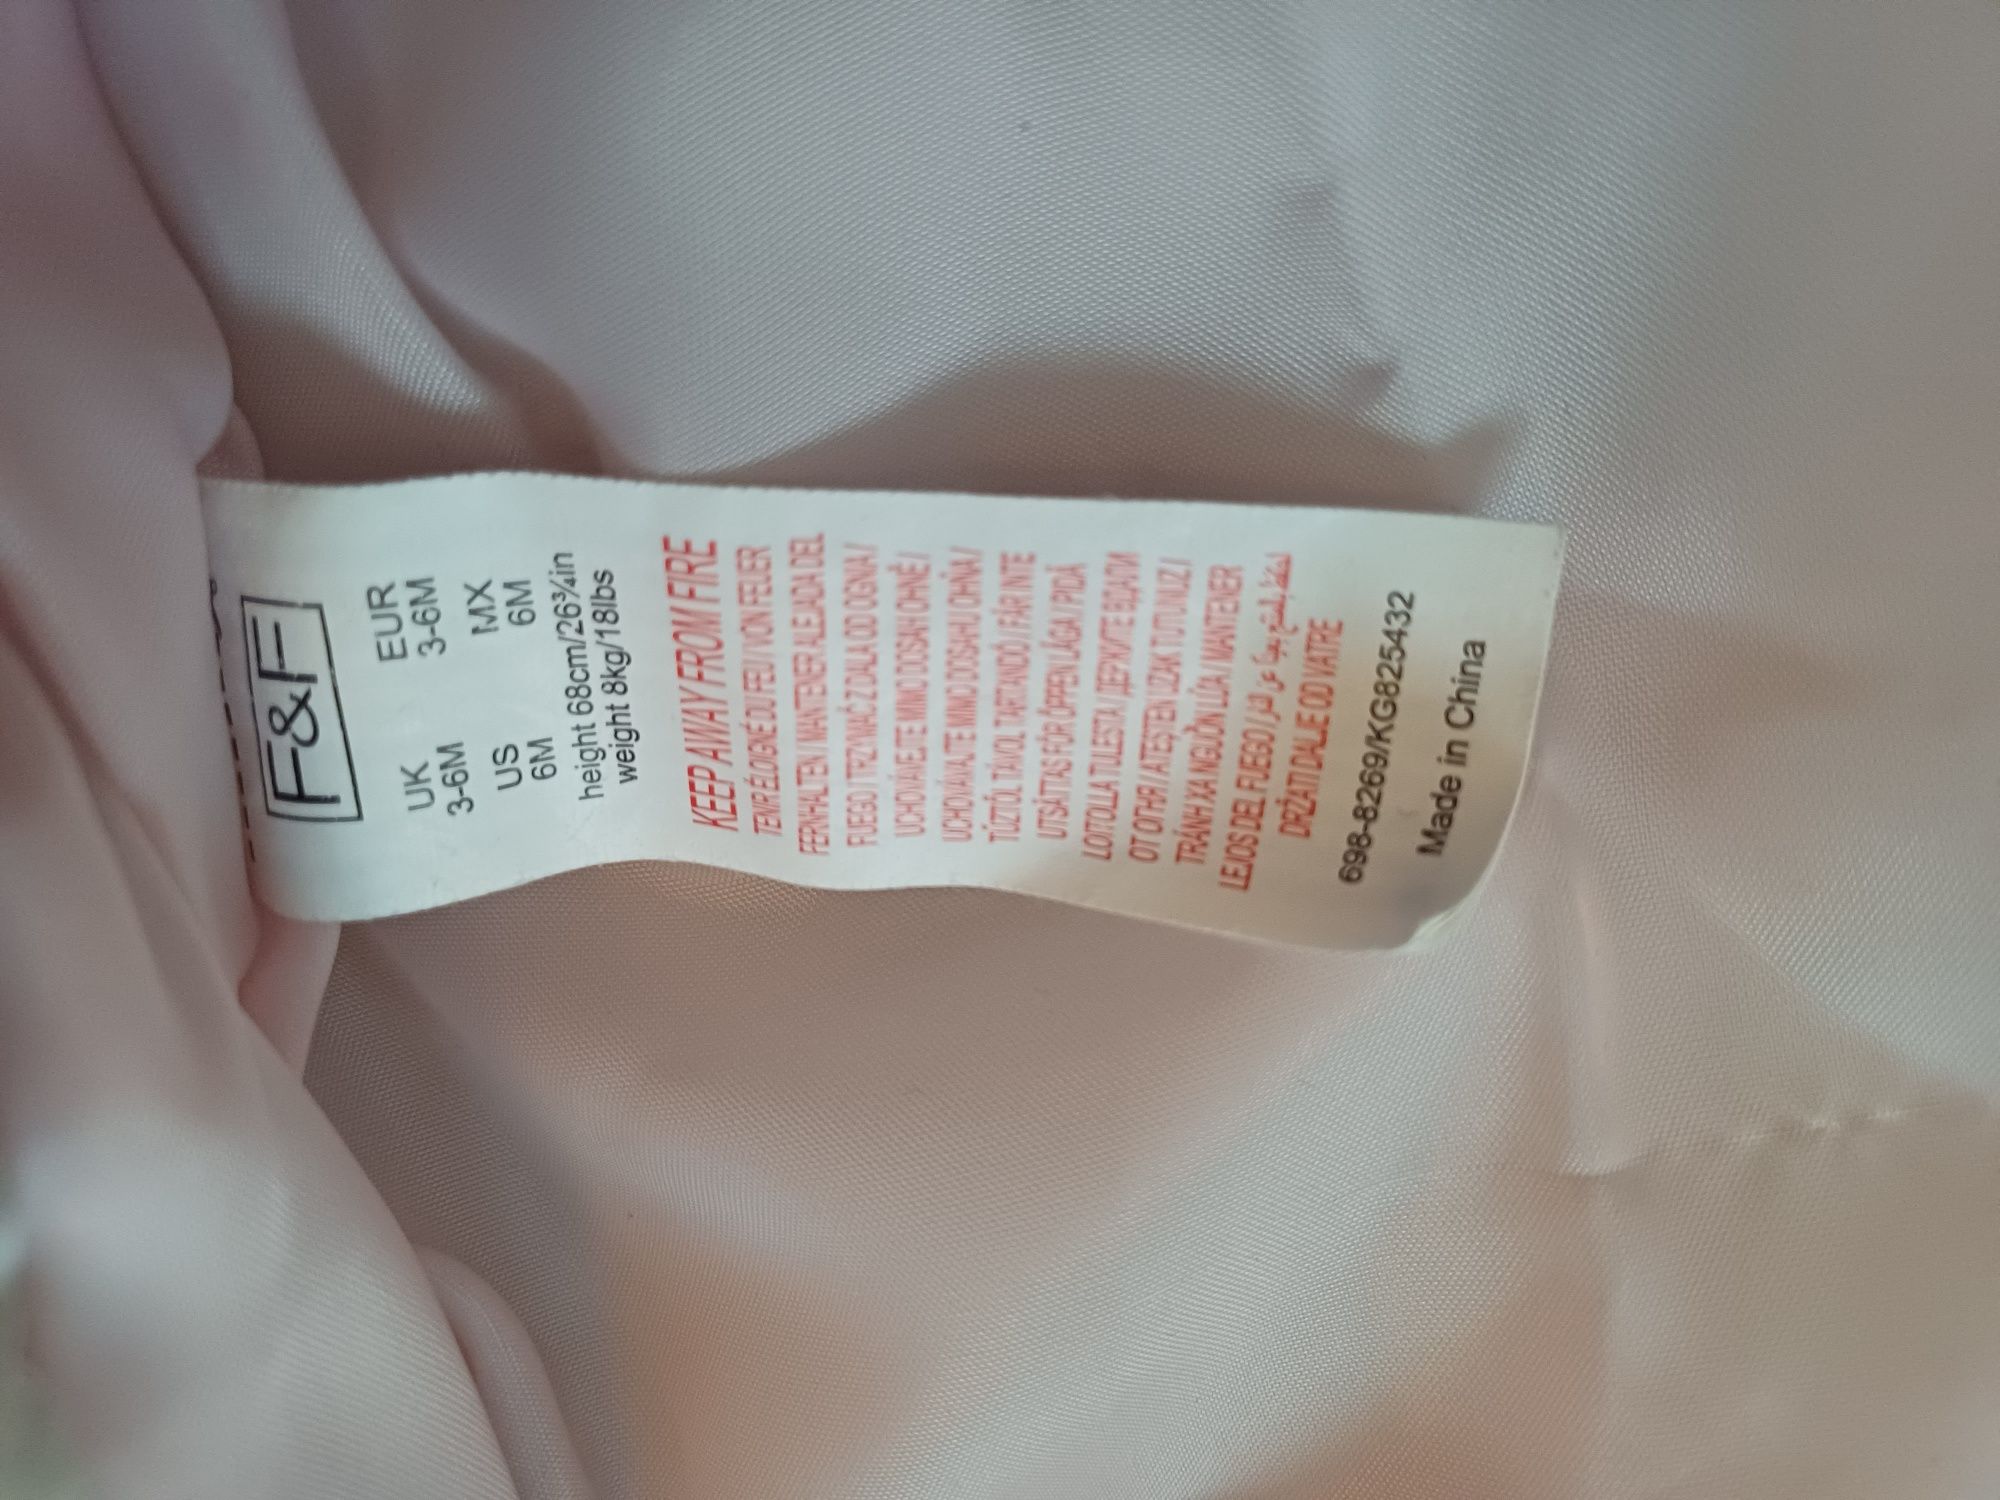 F&F
UK EUR
3-6M 3-6M
US MX
6M 6M
height 68cm/26¾in
weight 8kg/18lbs
KEEP AWAY FROM FIRE
TENIR ÉLOIGNÉ DU FEU / VON FEUER
FERNHALTEN / MANTENER ALEJADA DEL
FUEGO / TRZYMAĆ Z DALA OD OGNIA /
UCHOVÁVEJTE MIMO DOSAH OHNĚ /
UCHOVÁVAJTE MIMO DOSAHU OHŇA /
TŰZTŐL TÁVOL TARTANDÓ / FÅR INTE
UTSÄTTAS FÖR ÖPPEN LÅGA / PIDÄ
LOITOLLA TULESTA / ДЕРЖИТЕ ВДАЛИ
ОТ ОГНЯ / ATEŞTEN UZAK TUTUNUZ /
TRÁNH XA NGUỒN LỬA / MANTENER
LEJOS DEL FUEGO /
DRŽATI DALJE OD VATRE
698-8269/KG825432
Made in China